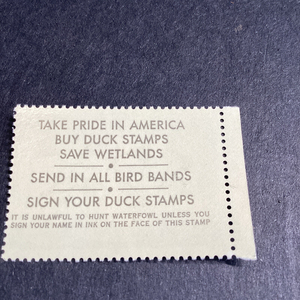 TAKE PRIDE IN AMERICA
BUY DUCK STAMPS
SAVE WETLANDS
SEND IN ALL BIRD BANDS
SIGN YOUR DUCK STAMPS
IT IS UNLAWFUL TO HUNT WATERFOWL UNLESS YOU
SIGN YOUR NAME IN INK ON THE FACE OF THIS STAMP